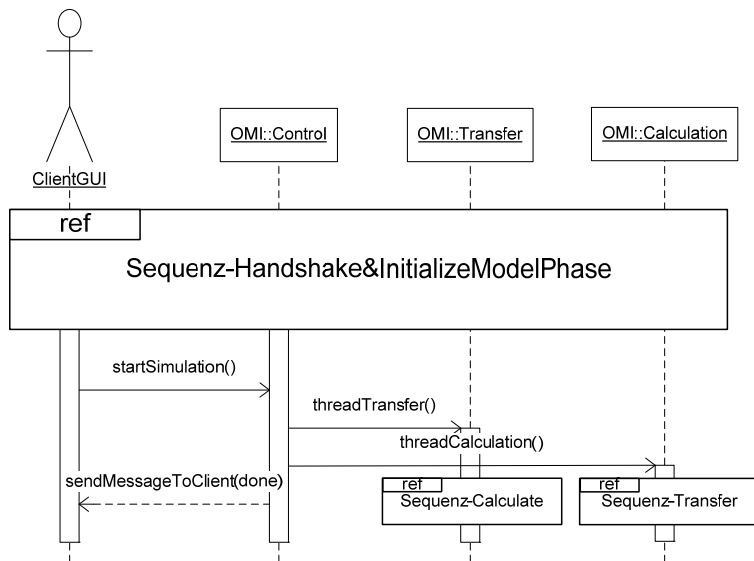 ClientGUI
OMI::Control
OMI::Transfer
OMI::Calculation
ref
Sequenz-Handshake&InitializeModelPhase
startSimulation()
threadTransfer()
threadCalculation()
sendMessageToClient(done)
ref
Sequenz-Calculate
ref
Sequenz-Transfer